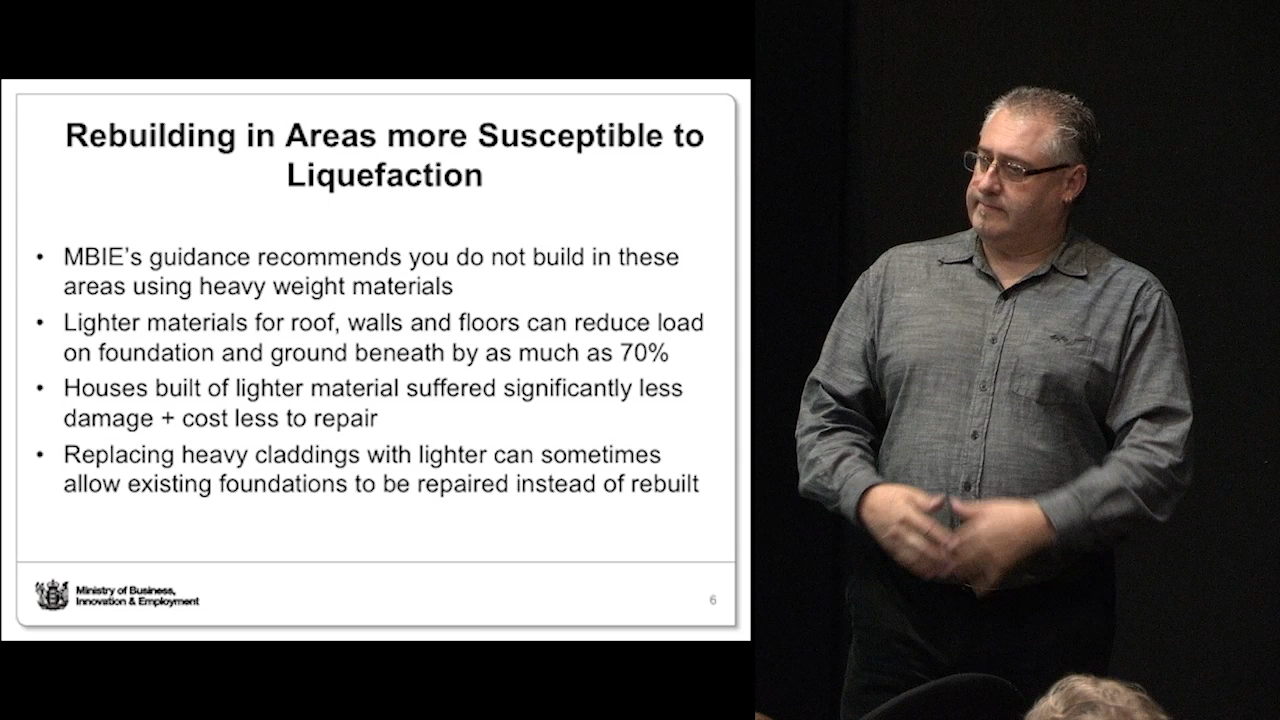 Rebuilding in Areas more Susceptible to
Liquefaction
• MBIE's guidance recommends you do not build in these
areas using heavy weight materials
• Lighter materials for roof, walls and floors can reduce load
on foundation and ground beneath by as much as 70%
• Houses built of lighter material suffered significantly less
damage + cost less to repair
• Replacing heavy claddings with lighter can sometimes
allow existing foundations to be repaired instead of rebuilt
Ministry of Business,
Innovation & Employment
6